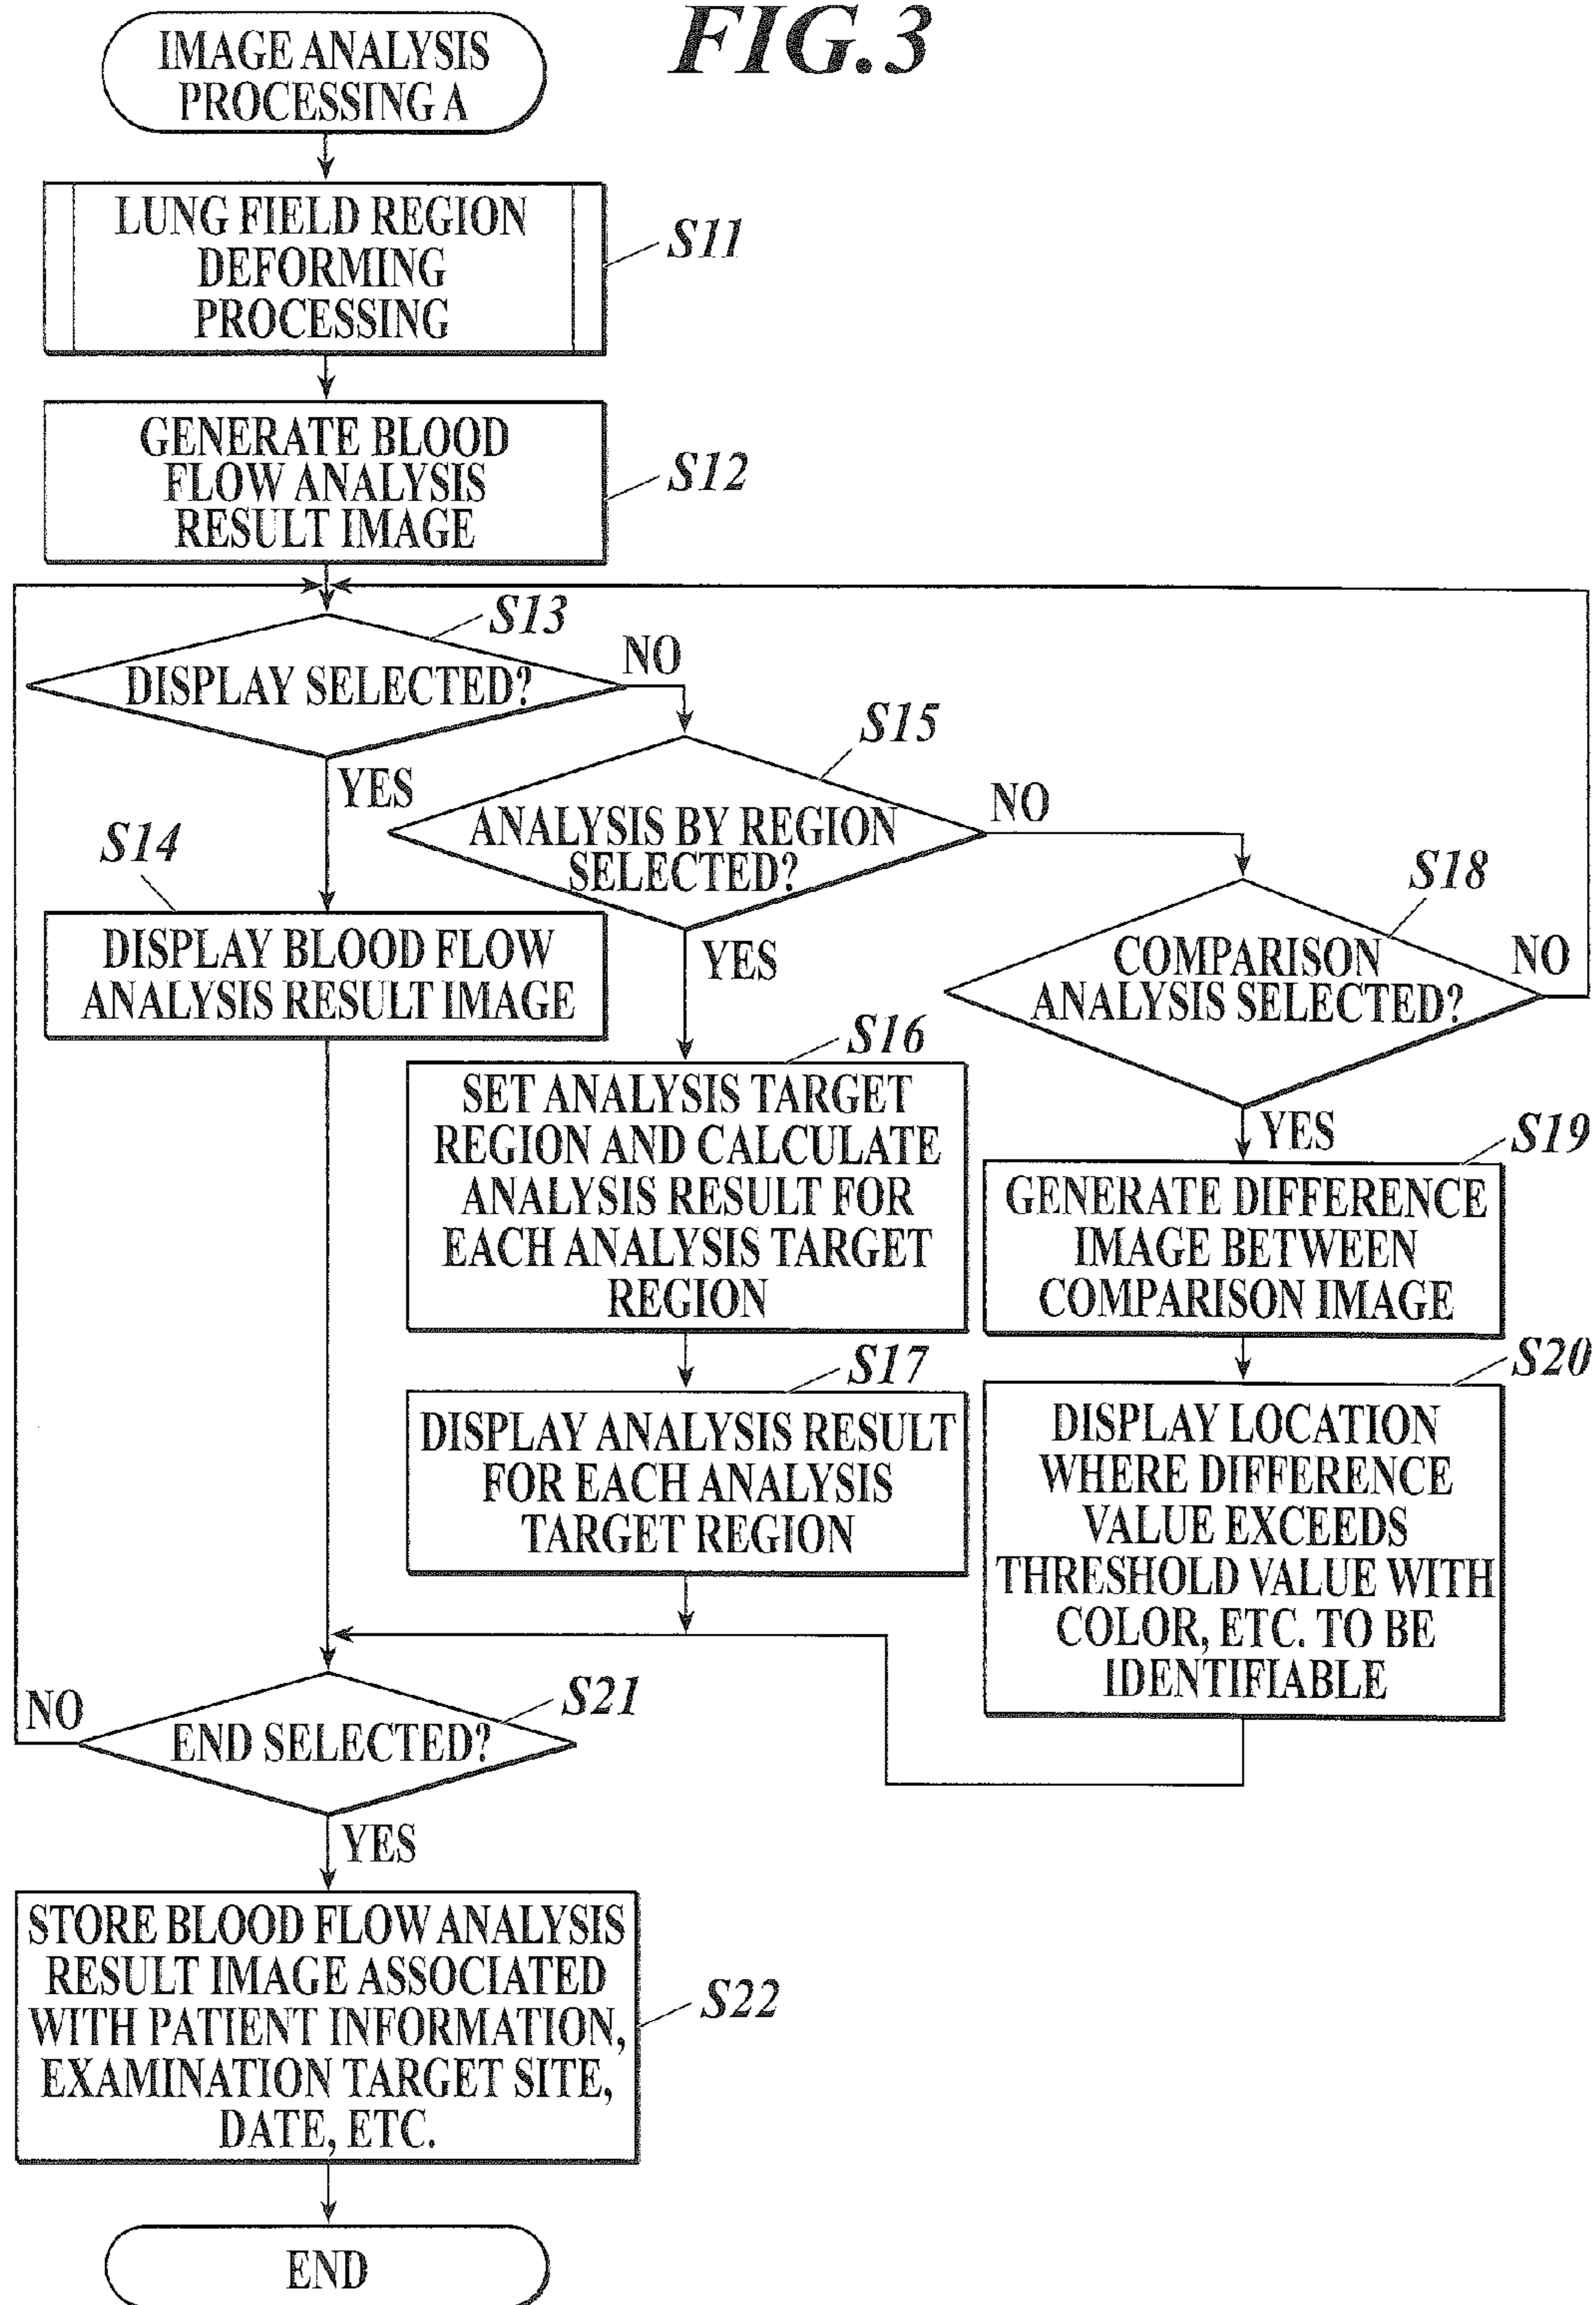 FIG.3
IMAGE ANALYSIS
PROCESSING A
LUNG FIELD REGION
DEFORMING
PROCESSING
S11
GENERATE BLOOD
FLOW ANALYSIS
RESULT IMAGE
S12
S13
DISPLAY SELECTED?
NO
YES
S15
ANALYSIS BY REGION
SELECTED?
NO
YES
S14
DISPLAY BLOOD FLOW
ANALYSIS RESULT IMAGE
S18
COMPARISON
ANALYSIS SELECTED?
NO
YES
S16
SET ANALYSIS TARGET
REGION AND CALCULATE
ANALYSIS RESULT FOR
EACH ANALYSIS TARGET
REGION
S19
GENERATE DIFFERENCE
IMAGE BETWEEN
COMPARISON IMAGE
S17
DISPLAY ANALYSIS RESULT
FOR EACH ANALYSIS
TARGET REGION
S20
DISPLAY LOCATION
WHERE DIFFERENCE
VALUE EXCEEDS
THRESHOLD VALUE WITH
COLOR, ETC. TO BE
IDENTIFIABLE
S21
END SELECTED?
NO
YES
STORE BLOOD FLOW ANALYSIS
RESULT IMAGE ASSOCIATED
WITH PATIENT INFORMATION,
EXAMINATION TARGET SITE,
DATE, ETC.
S22
END